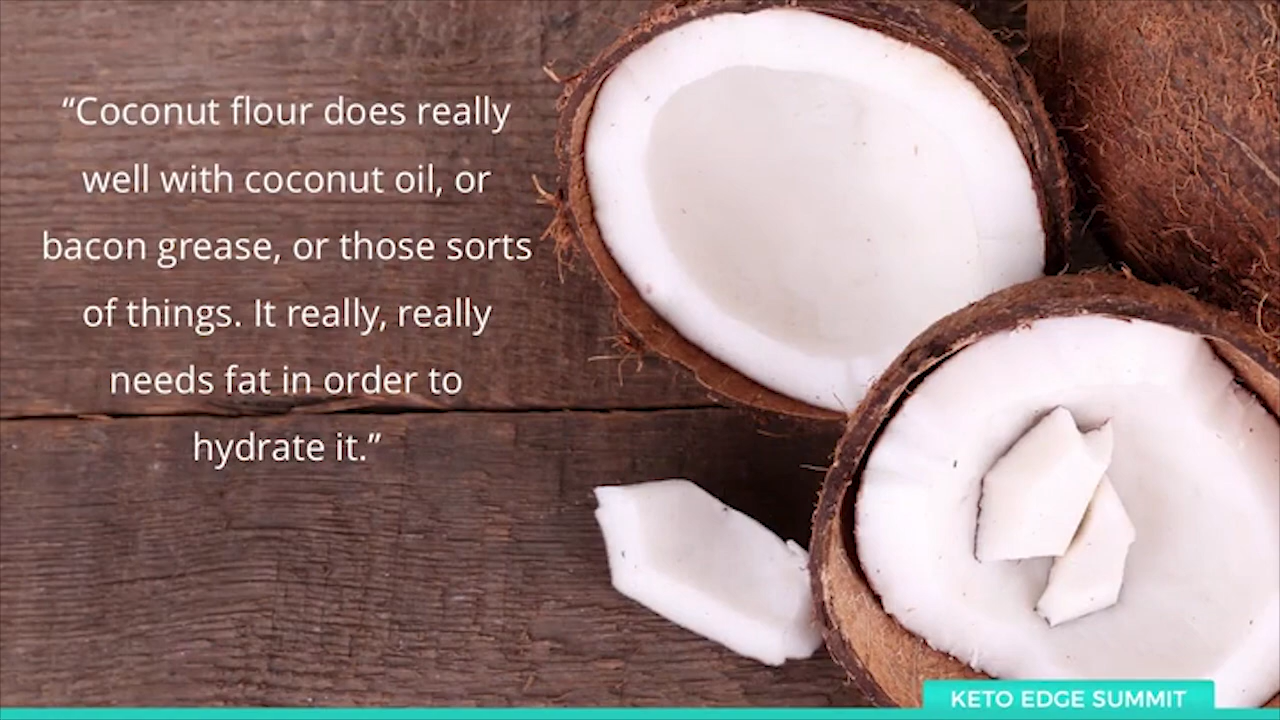 “Coconut flour does really
well with coconut oil, or
bacon grease, or those sorts
of things. It really, really
needs fat in order to
hydrate it.”
KETO EDGE SUMMIT